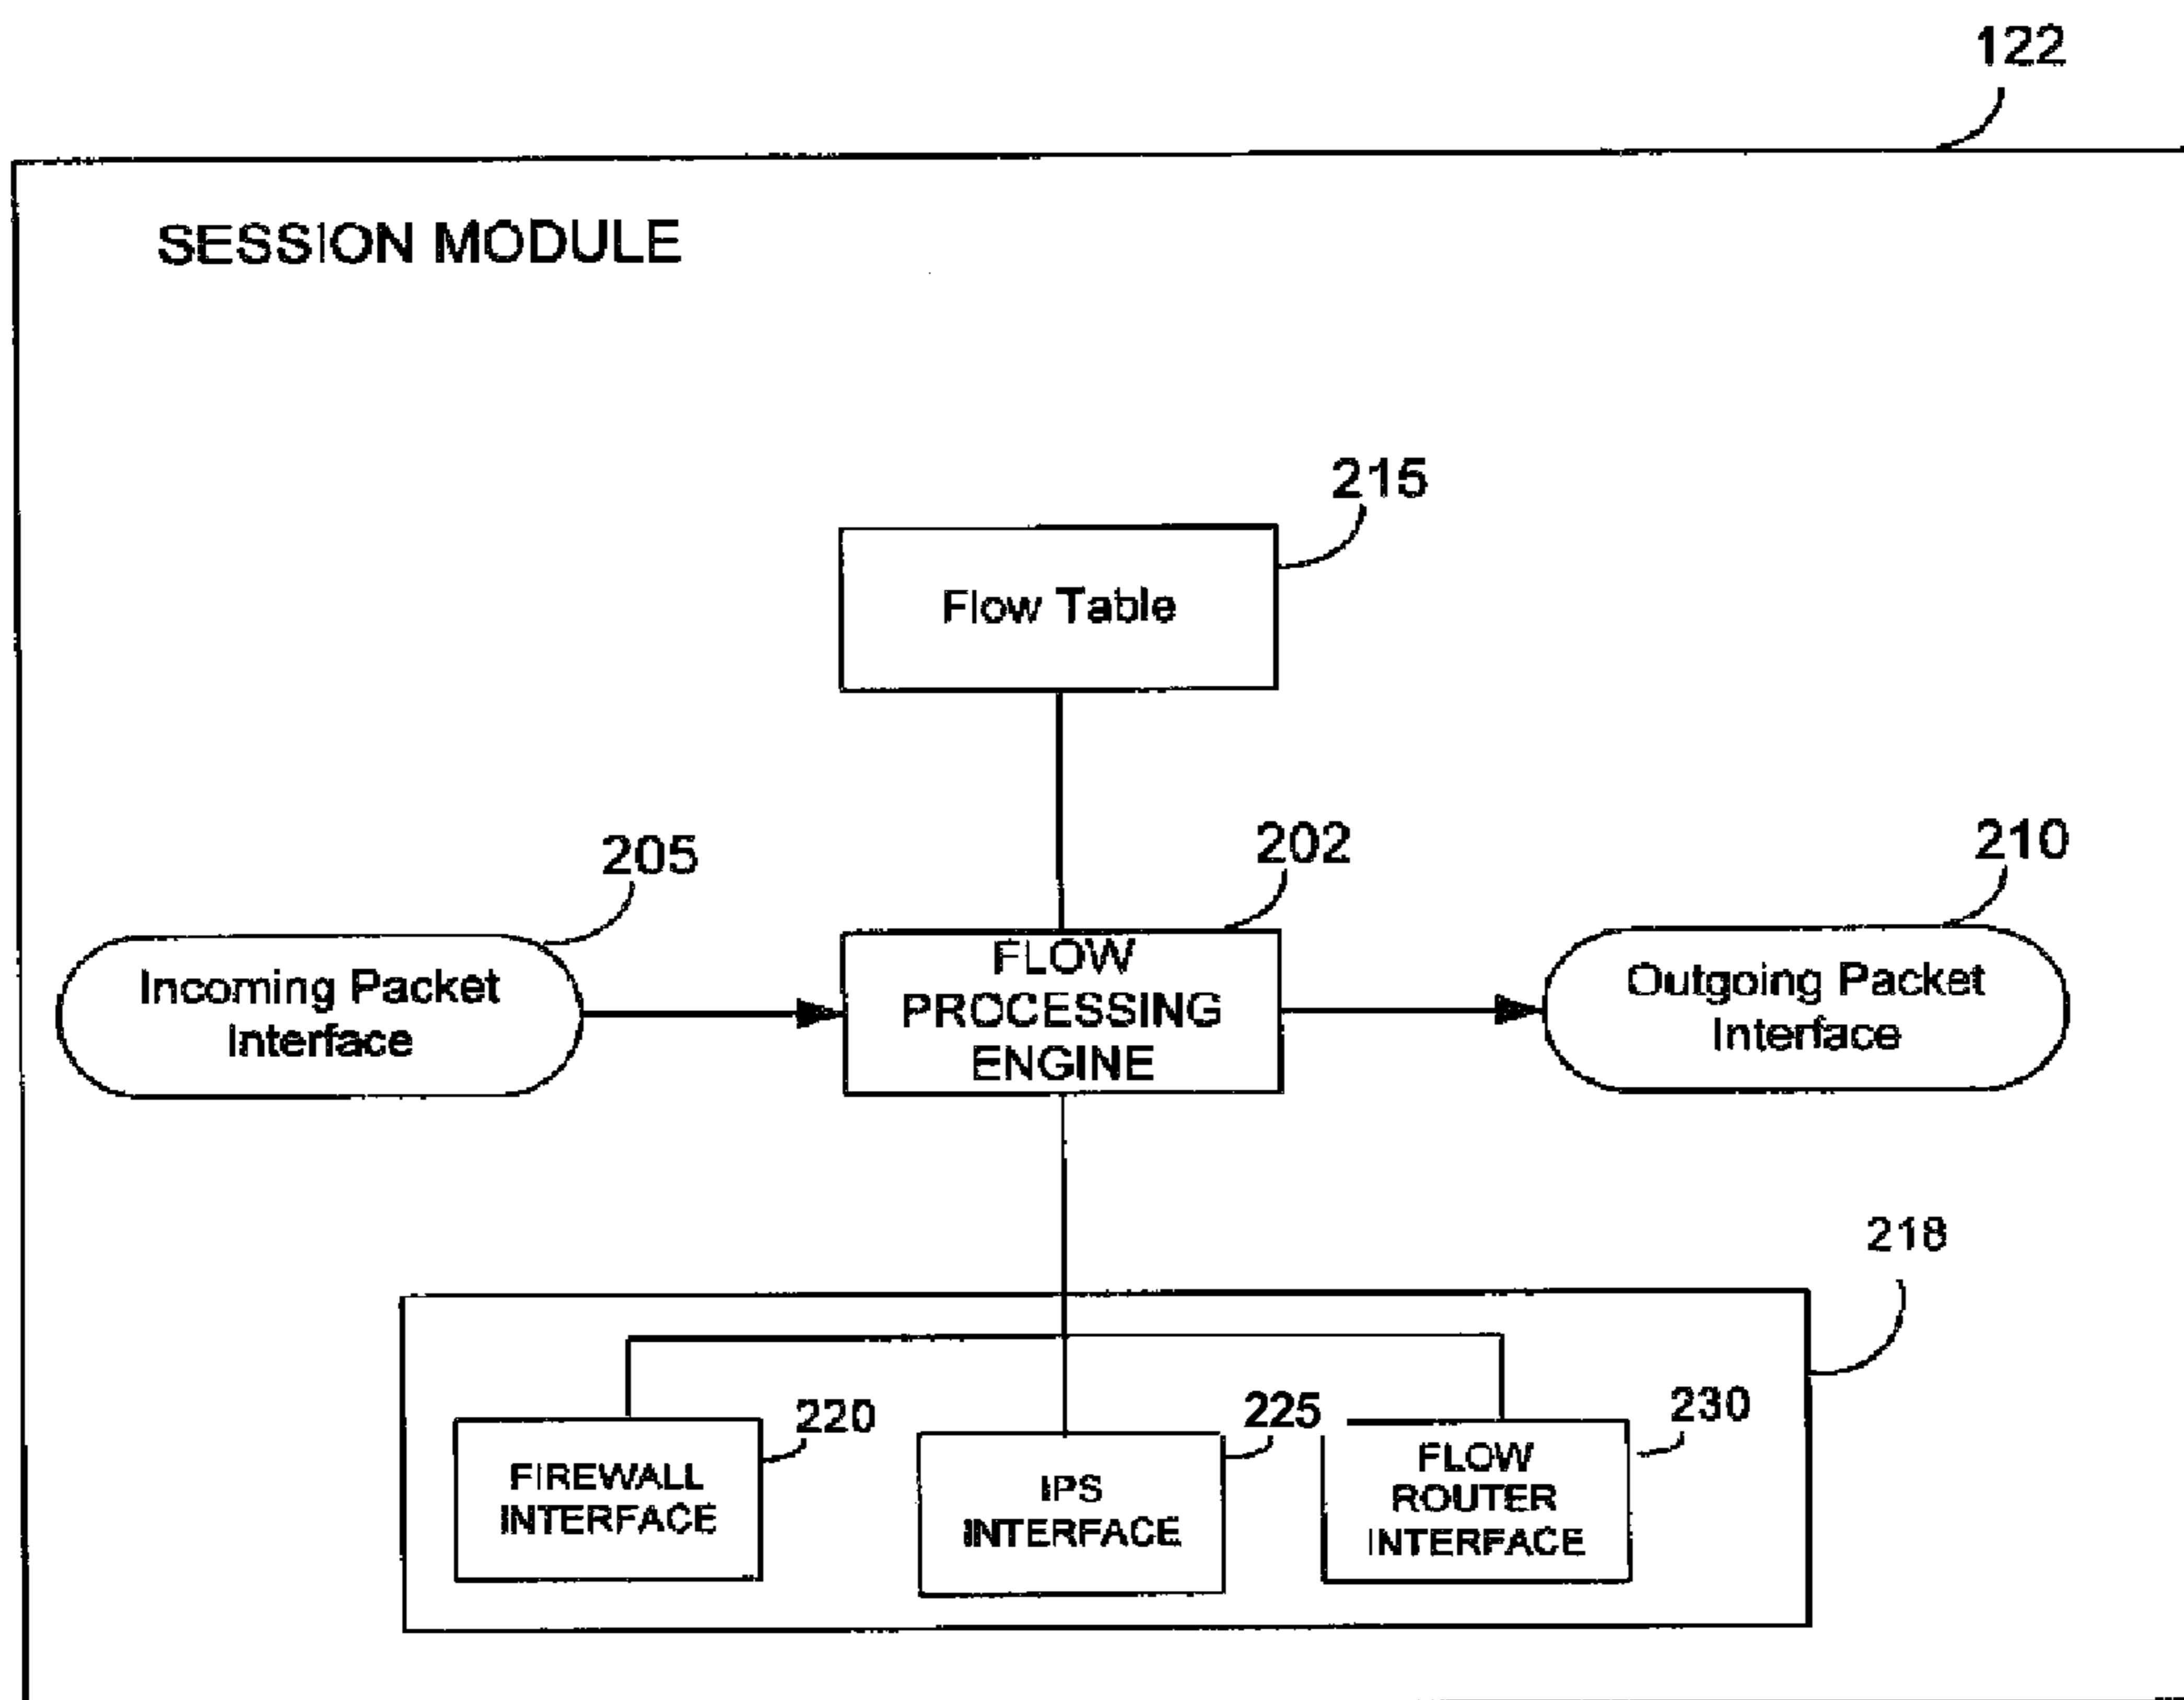 122
SESSION MODULE
215
Flow Table
205
202
210
Incoming Packet
Interface
FLOW
PROCESSING
ENGINE
Outgoing Packet
Interface
218
220
225
230
FIREWALL
INTERFACE
IPS
INTERFACE
FLOW
ROUTER
INTERFACE